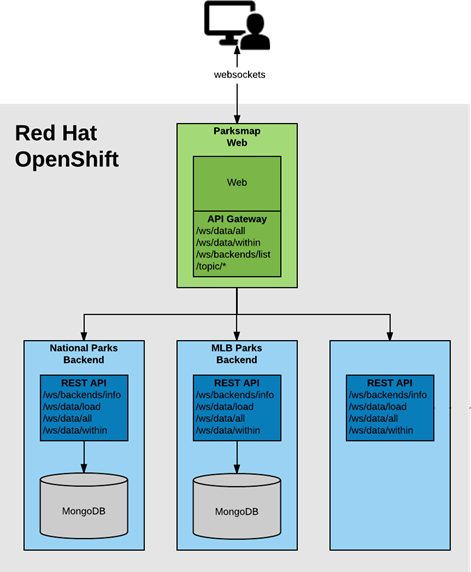 websockets
Red Hat
OpenShift
Parksmap
Web
Web
API Gateway
/ws/data/all
/ws/data/within
/ws/backends/list
/topic/*
National Parks
Backend
REST API
/ws/backends/info
/ws/data/load
/ws/data/all
/ws/data/within
MongoDB
MLB Parks
Backend
REST API
/ws/backends/info
/ws/data/load
/ws/data/all
/ws/data/within
MongoDB
REST API
/ws/backends/info
/ws/data/load
/ws/data/all
/ws/data/within